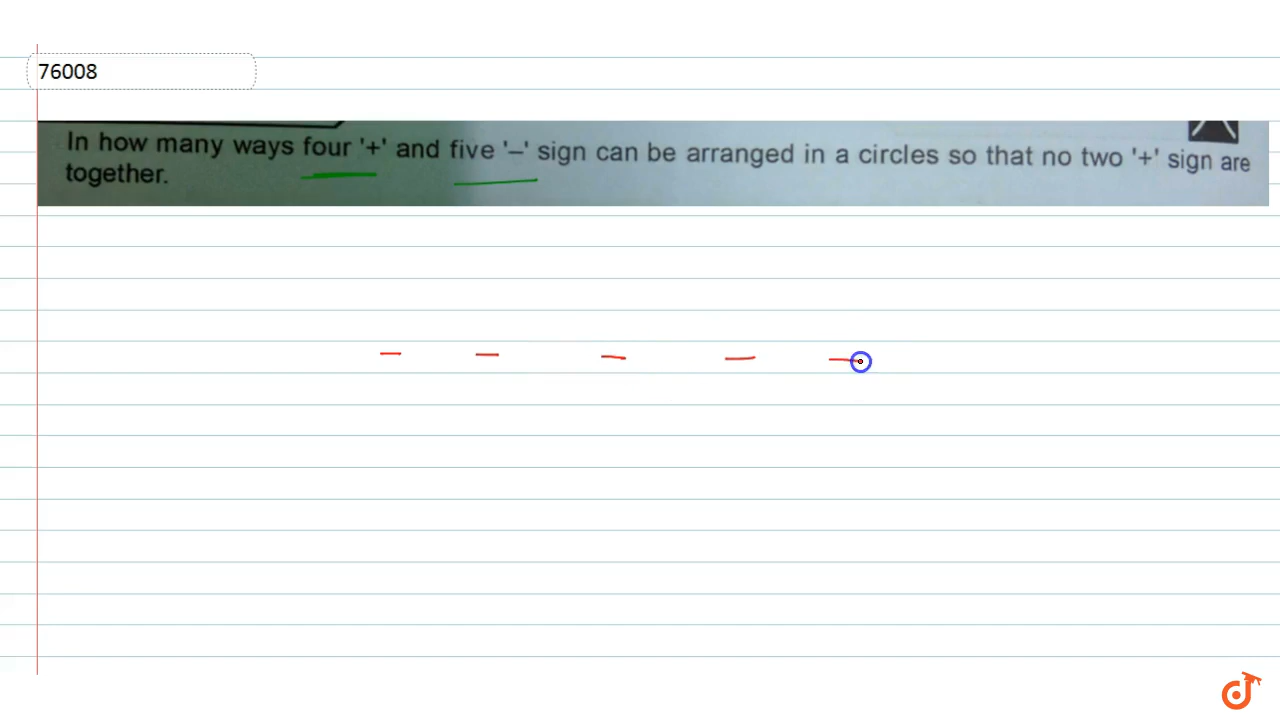 76008
In how many ways four '+' and five '–' sign can be arranged in a circles so that no two '+' sign are
together.
– – – – –